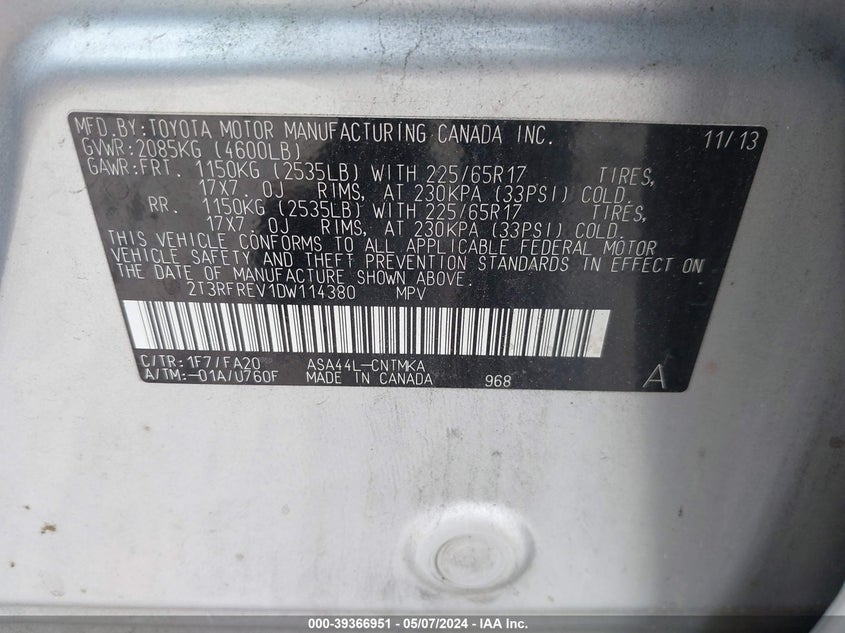 MFD.BY:TOYOTA MOTOR MANUFACTURING CANADA INC. 11/13
GVWR:2085KG (4600LB)
GAWR:FRT. 1150KG (2535LB) WITH 225/65R17 TIRES,
17X7. 0J RIMS, AT 230KPA (33PSI) COLD.
RR. 1150KG (2535LB) WITH 225/65R17 TIRES,
17X7. 0J RIMS, AT 230KPA (33PSI) COLD.
THIS VEHICLE CONFORMS TO ALL APPLICABLE FEDERAL MOTOR
VEHICLE SAFETY AND THEFT PREVENTION STANDARDS IN EFFECT ON
THE DATE OF MANUFACTURE SHOWN ABOVE.
2T3RFREV1DW114380 MPV
C/TR:1F7/FA20 ASA44L-CNTMKA
A/TM:-01A/U760F MADE IN CANADA 968 A
000-39366951 - 05/07/2024 - IAA Inc.